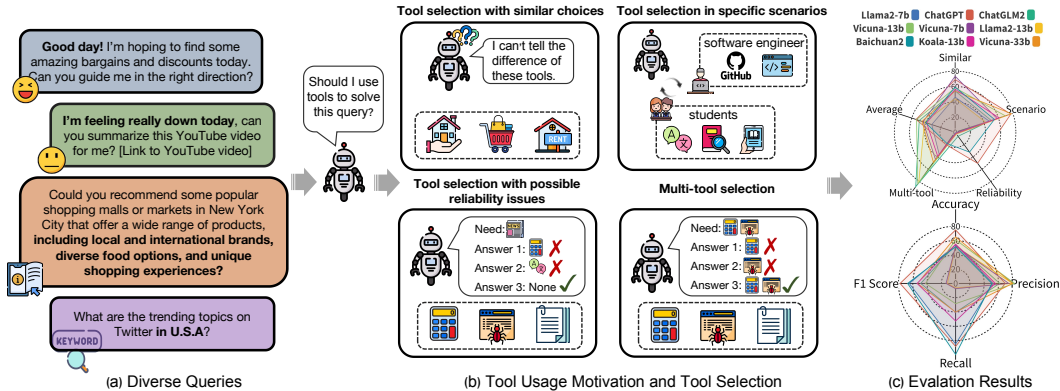 Good day! I'm hoping to find some
amazing bargains and discounts today.
Can you guide me in the right direction?
I'm feeling really down today, can
you summarize this YouTube video
for me? [Link to YouTube video]
Could you recommend some popular
shopping malls or markets in New York
City that offer a wide range of products,
including local and international brands,
diverse food options, and unique
shopping experiences?
What are the trending topics on
Twitter in U.S.A?
KEYWORD
(a) Diverse Queries
Should I use
tools to solve
this query?
Tool selection with similar choices
I can't tell the
difference of
these tools.
RENT
Tool selection in specific scenarios
software engineer
GitHub
students
Tool selection with possible
reliability issues
Need:
Answer 1:
Answer 2:
Answer 3: None
Multi-tool selection
Need:
Answer 1:
Answer 2:
Answer 3:
(b) Tool Usage Motivation and Tool Selection
Llama2-7b ChatGPT ChatGLM2
Vicuna-13b Vicuna-7b Llama2-13b
Baichuan2 Koala-13b Vicuna-33b
Similar
80
60
40
20
Average
Scenario
Multi-tool
Reliability
Accuracy
80
60
40
20
F1 Score
Precision
Recall
(c) Evalation Results